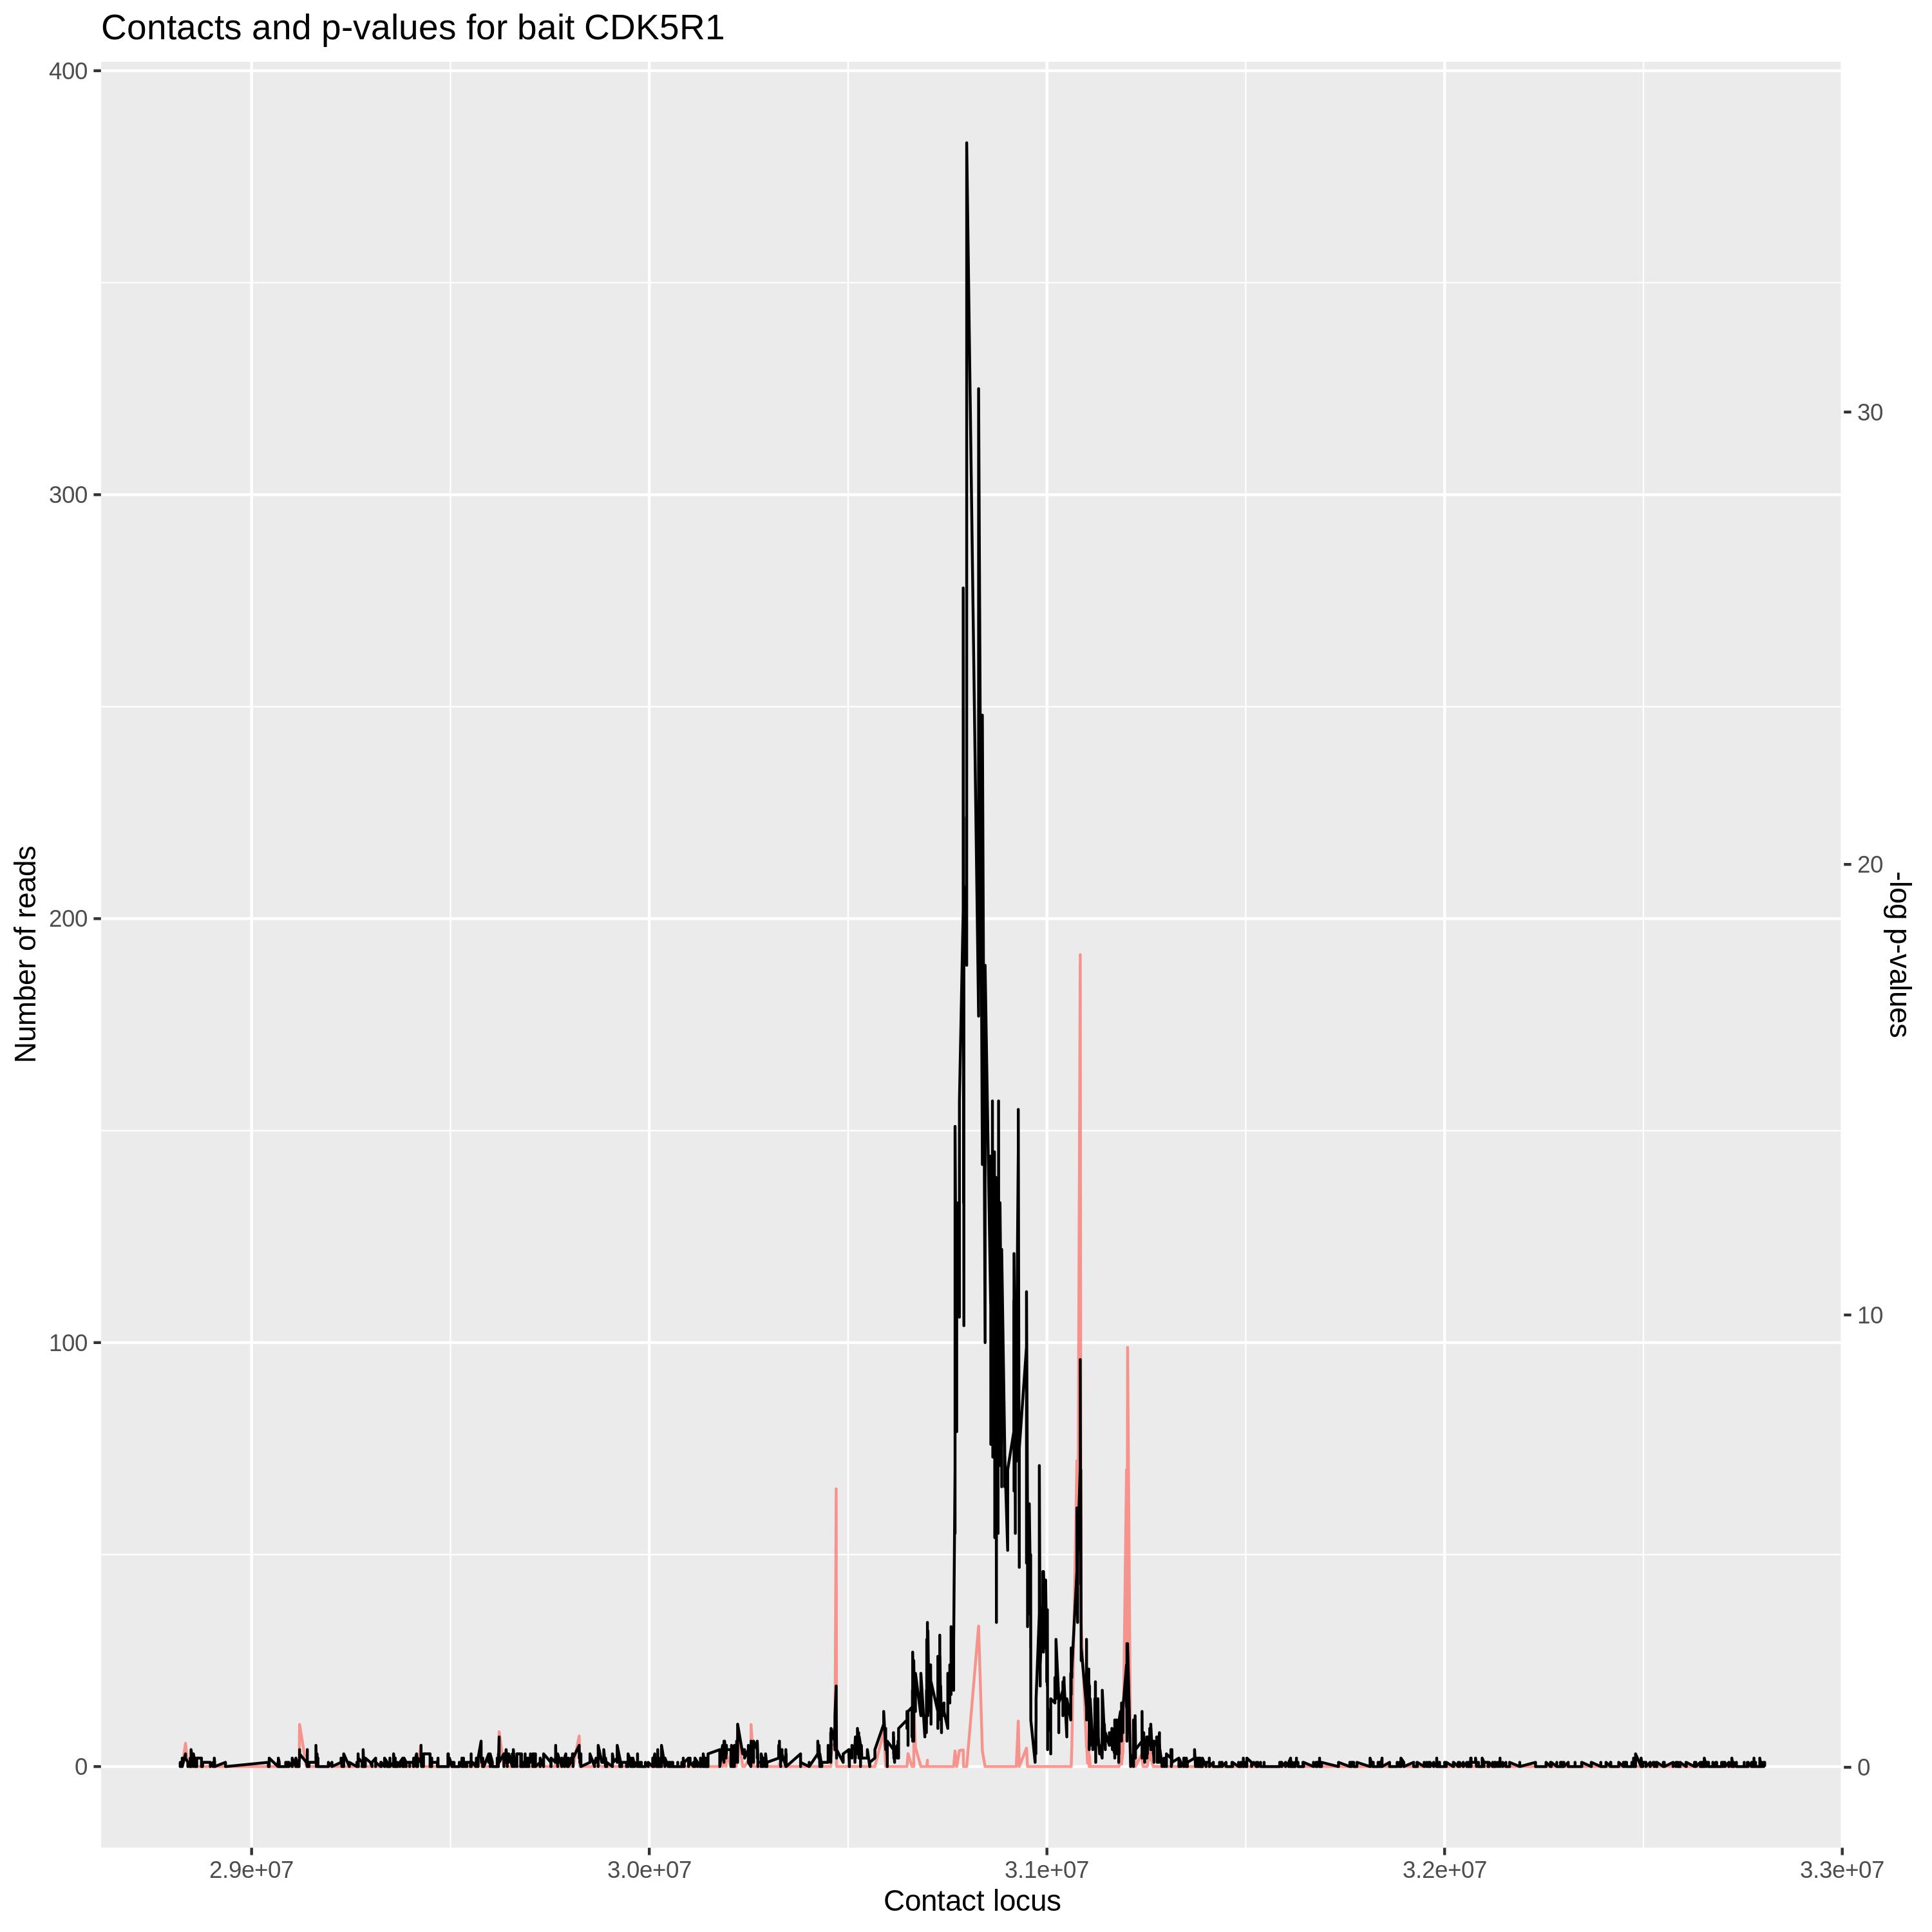 Contacts and p-values for bait CDK5R1
400
300
200
100
0
Number of reads
30
20
10
0
-log p-values
2.9e+07
3.0e+07
3.1e+07
3.2e+07
3.3e+07
Contact locus